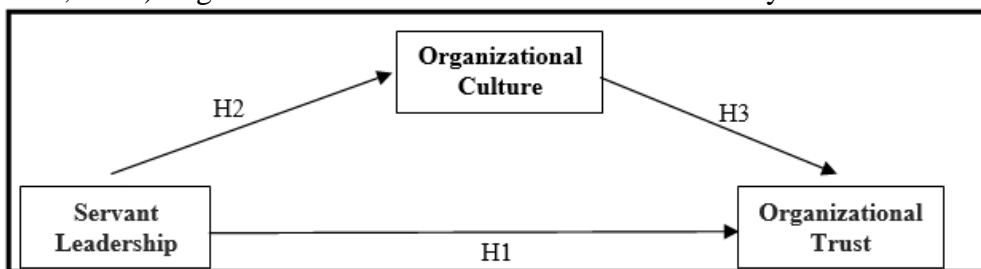 Organizational
Culture
H2
H3
Servant
Leadership
Organizational
Trust
H1